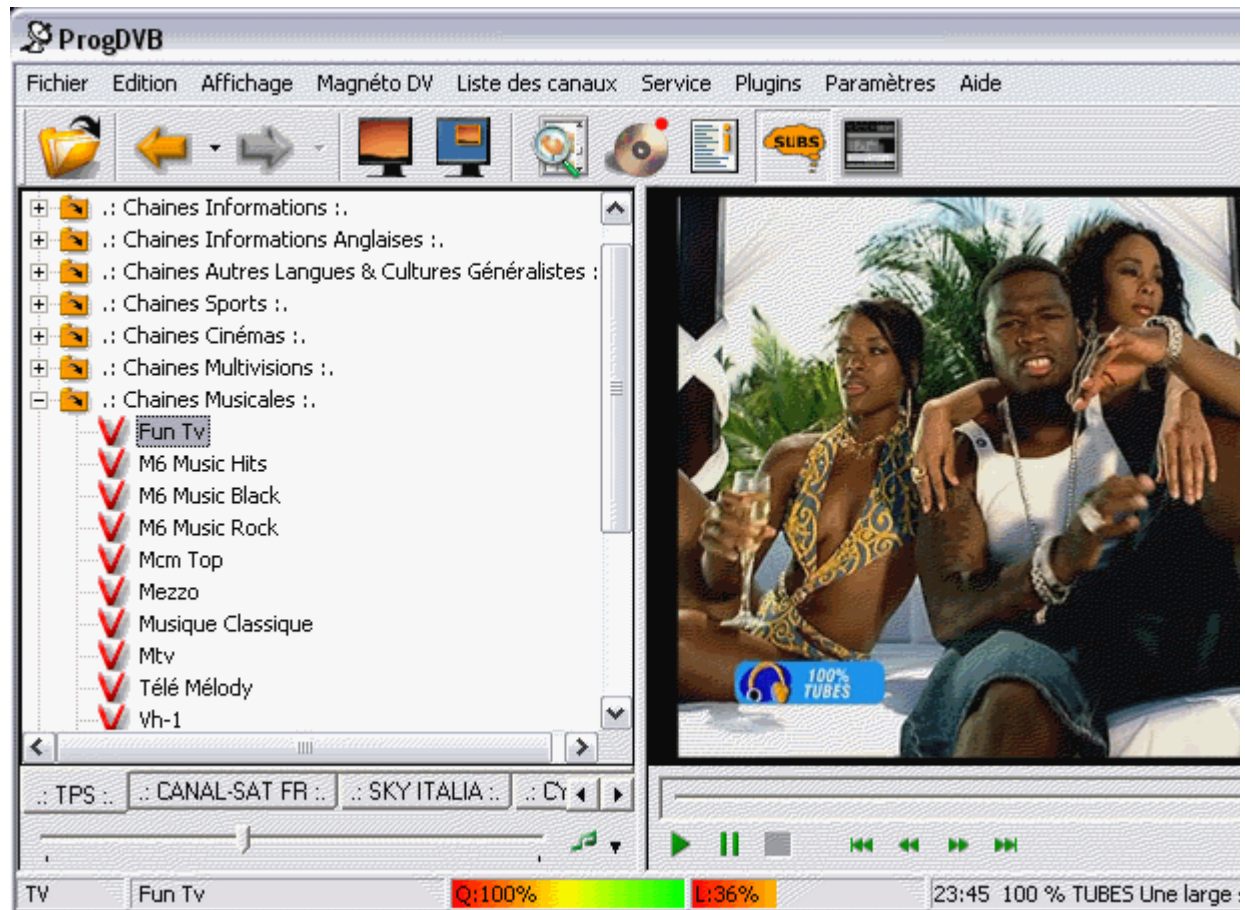 ProgDVB
Fichier Edition Affichage Magnéto DV Liste des canaux Service Plugins Paramètres Aide
SUBS
.: Chaines Informations :.
.: Chaines Informations Anglaises :.
.: Chaines Autres Langues & Cultures Généralistes :
.: Chaines Sports :.
.: Chaines Cinémas :.
.: Chaines Multivisions :.
.: Chaines Musicales :.
Fun Tv
M6 Music Hits
M6 Music Black
M6 Music Rock
Mcm Top
Mezzo
Musique Classique
Mtv
Télé Mélody
Vh-1
100%
TUBES
.: TPS :. .: CANAL-SAT FR :. .: SKY ITALIA :. .: CY
TV Fun Tv Q:100% L:36% 23:45 100 % TUBES Une large